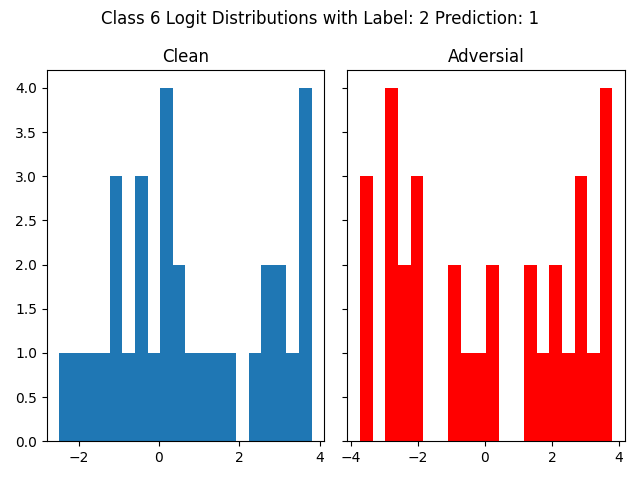 Class 6 Logit Distributions with Label: 2 Prediction: 1
Clean
Adversial
4.0
3.5
3.0
2.5
2.0
1.5
1.0
0.5
0.0
−2 0 2 4
−4 −2 0 2 4